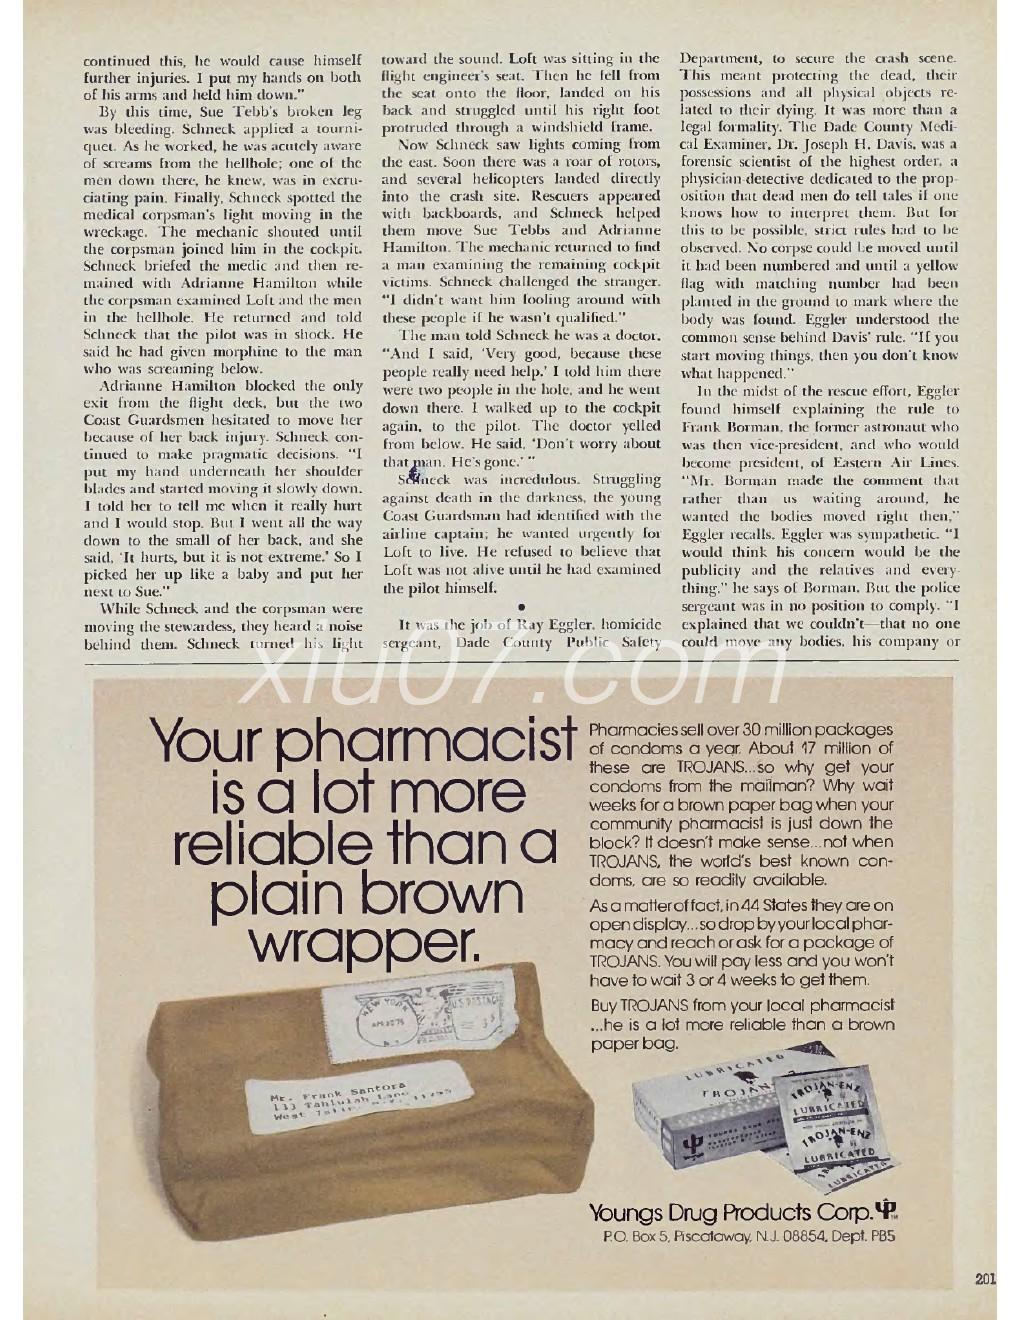 continued this, he would cause himself
further injuries. I put my hands on both
of his arms and held him down."
By this time, Sue Tebb's broken leg
was bleeding. Schneck applied a tourni-
quet. As he worked, he was acutely aware
of screams from the hellhole; one of the
men down there, he knew, was in excru-
ciating pain. Finally, Schneck spotted the
medical corpsman's light moving in the
wreckage. The mechanic shouted until
the corpsman joined him in the cockpit.
Schneck briefed the medic and then re-
mained with Adrianne Hamilton while
the corpsman examined Loft and the men
in the hellhole. He returned and told
Schneck that the pilot was in shock. He
said he had given morphine to the man
who was screaming below.
Adrianne Hamilton blocked the only
exit from the flight deck, but the two
Coast Guardsmen hesitated to move her
because of her back injury. Schneck con-
tinued to make pragmatic decisions. "I
put my hand underneath her shoulder
blades and started moving it slowly down.
I told her to tell me when it really hurt
and I would stop. But I went all the way
down to the small of her back, and she
said, 'It hurts, but it is not extreme.' So I
picked her up like a baby and put her
next to Sue."
While Schneck and the corpsman were
moving the stewardess, they heard a noise
behind them. Schneck turned his light
toward the sound. Loft was sitting in the
flight engineer's seat. Then he fell from
the seat onto the floor, landed on his
back and struggled until his right foot
protruded through a windshield frame.
Now Schneck saw lights coming from
the east. Soon there was a roar of rotors,
and several helicopters landed directly
into the crash site. Rescuers appeared
with backboards, and Schneck helped
them move Sue Tebbs and Adrianne
Hamilton. The mechanic returned to find
a man examining the remaining cockpit
victims. Schneck challenged the stranger.
"I didn't want him fooling around with
these people if he wasn't qualified."
The man told Schneck he was a doctor.
"And I said, 'Very good, because these
people really need help.' I told him there
were two people in the hole, and he went
down there. I walked up to the cockpit
again, to the pilot. The doctor yelled
from below. He said, 'Don't worry about
that man. He's gone.' "
Schneck was incredulous. Struggling
against death in the darkness, the young
Coast Guardsman had identified with the
airline captain; he wanted urgently for
Loft to live. He refused to believe that
Loft was not alive until he had examined
the pilot himself.
•
It was the job of Ray Eggler, homicide
sergeant, Dade County Public Safety
Department, to secure the crash scene.
This meant protecting the dead, their
possessions and all physical objects re-
lated to their dying. It was more than a
legal formality. The Dade County Medi-
cal Examiner, Dr. Joseph H. Davis, was a
forensic scientist of the highest order, a
physician-detective dedicated to the prop-
osition that dead men do tell tales if one
knows how to interpret them. But for
this to be possible, strict rules had to be
observed. No corpse could be moved until
it had been numbered and until a yellow
flag with matching number had been
planted in the ground to mark where the
body was found. Eggler understood the
common sense behind Davis' rule. "If you
start moving things, then you don't know
what happened."
In the midst of the rescue effort, Eggler
found himself explaining the rule to
Frank Borman, the former astronaut who
was then vice-president, and who would
become president, of Eastern Air Lines.
"Mr. Borman made the comment that
rather than us waiting around, he
wanted the bodies moved right then,"
Eggler recalls. Eggler was sympathetic. "I
would think his concern would be the
publicity and the relatives and every-
thing," he says of Borman. But the police
sergeant was in no position to comply. "I
explained that we couldn't—that no one
could move any bodies, his company or
xiu07.com
Your pharmacist
is a lot more
reliable than a
plain brown
wrapper.
Pharmacies sell over 30 million packages
of condoms a year. About 17 million of
these are TROJANS...so why get your
condoms from the mailman? Why wait
weeks for a brown paper bag when your
community pharmacist is just down the
block? It doesn't make sense...not when
TROJANS, the world's best known con-
doms, are so readily available.
As a matter of fact, in 44 States they are on
open display...so drop by your local phar-
macy and reach or ask for a package of
TROJANS. You will pay less and you won't
have to wait 3 or 4 weeks to get them.
Buy TROJANS from your local pharmacist
...he is a lot more reliable than a brown
paper bag.
NEW YORK
U.S. POSTAGE
Mr. Frank Santora
133 Tahlulah Lane
West
LUBRICATED
TROJAN
TROJAN-ENZ
LUBRICATED
TROJAN-ENZ
LUBRICATED
LUBRICATED
Youngs Drug Products Corp.
P.O. Box 5, Piscataway, N.J. 08854, Dept. PB5
201